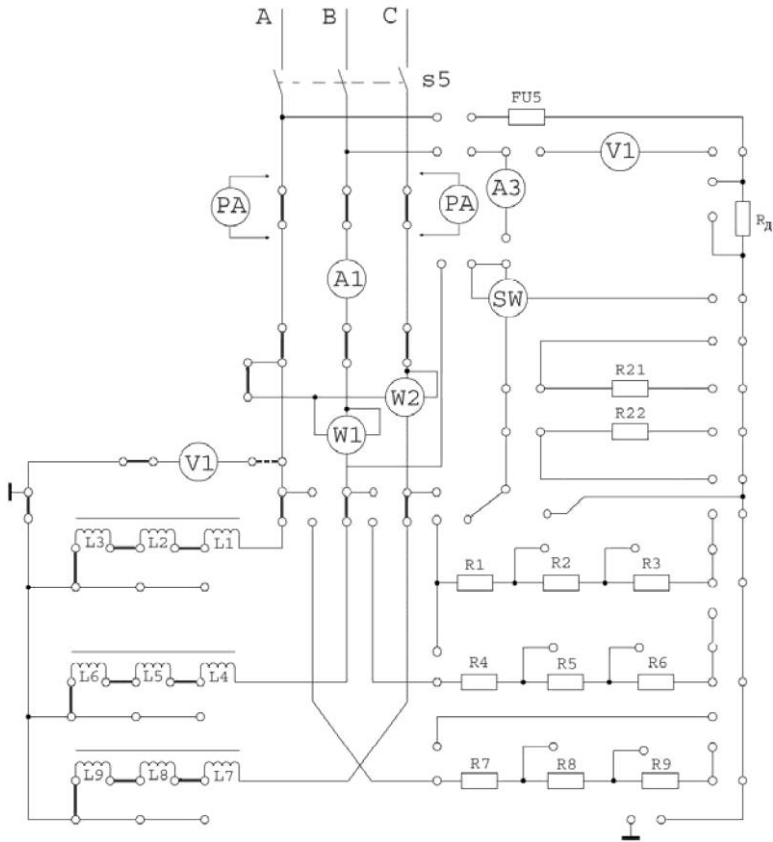 A B C
s5
FU5
V1
PA PA A3
Rд
A1
SW
R21
W2
R22
W1
V1
L3 L2 L1
R1 R2 R3
L6 L5 L4
R4 R5 R6
L9 L8 L7
R7 R8 R9